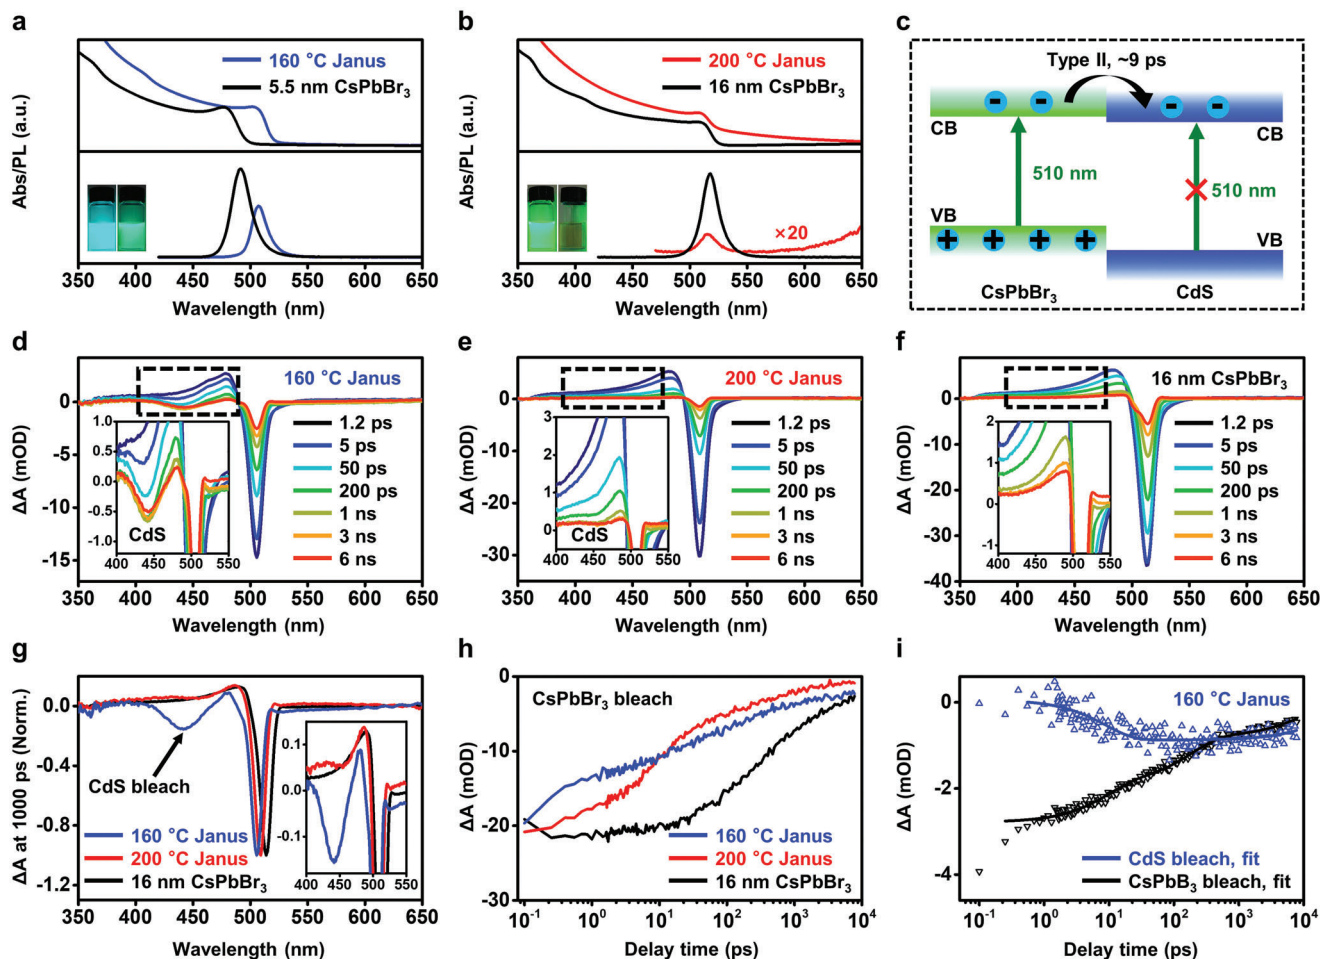 a
160 °C Janus
5.5 nm CsPbBr3
Abs/PL (a.u.)
350 400 450 500 550 600 650
Wavelength (nm)
b
200 °C Janus
16 nm CsPbBr3
Abs/PL (a.u.)
×20
350 400 450 500 550 600 650
Wavelength (nm)
c
Type II, ~9 ps
- - - -
CB CB
510 nm 510 nm
VB VB
+ + + +
CsPbBr3 CdS
d
160 °C Janus
ΔA (mOD)
5
0
-5
-10
-15
1.2 ps
5 ps
50 ps
200 ps
1 ns
3 ns
6 ns
1.0
0.5
0.0
-0.5
-1.0
CdS
400 450 500 550
350 400 450 500 550 600 650
Wavelength (nm)
e
200 °C Janus
ΔA (mOD)
10
0
-10
-20
-30
1.2 ps
5 ps
50 ps
200 ps
1 ns
3 ns
6 ns
3
2
1
0
CdS
400 450 500 550
350 400 450 500 550 600 650
Wavelength (nm)
f
16 nm CsPbBr3
ΔA (mOD)
10
0
-10
-20
-30
-40
1.2 ps
5 ps
50 ps
200 ps
1 ns
3 ns
6 ns
2
1
0
-1
400 450 500 550
350 400 450 500 550 600 650
Wavelength (nm)
g
ΔA at 1000 ps (Norm.)
0.0
-0.4
-0.8
-1.2
CdS bleach
160 °C Janus
200 °C Janus
16 nm CsPbBr3
0.1
0.0
-0.1
400 450 500 550
350 400 450 500 550 600 650
Wavelength (nm)
h
CsPbBr3 bleach
ΔA (mOD)
0
-10
-20
-30
160 °C Janus
200 °C Janus
16 nm CsPbBr3
10-1 100 101 102 103 104
Delay time (ps)
i
160 °C Janus
ΔA (mOD)
0
-2
-4
CdS bleach, fit
CsPbB3 bleach, fit
10-1 100 101 102 103 104
Delay time (ps)